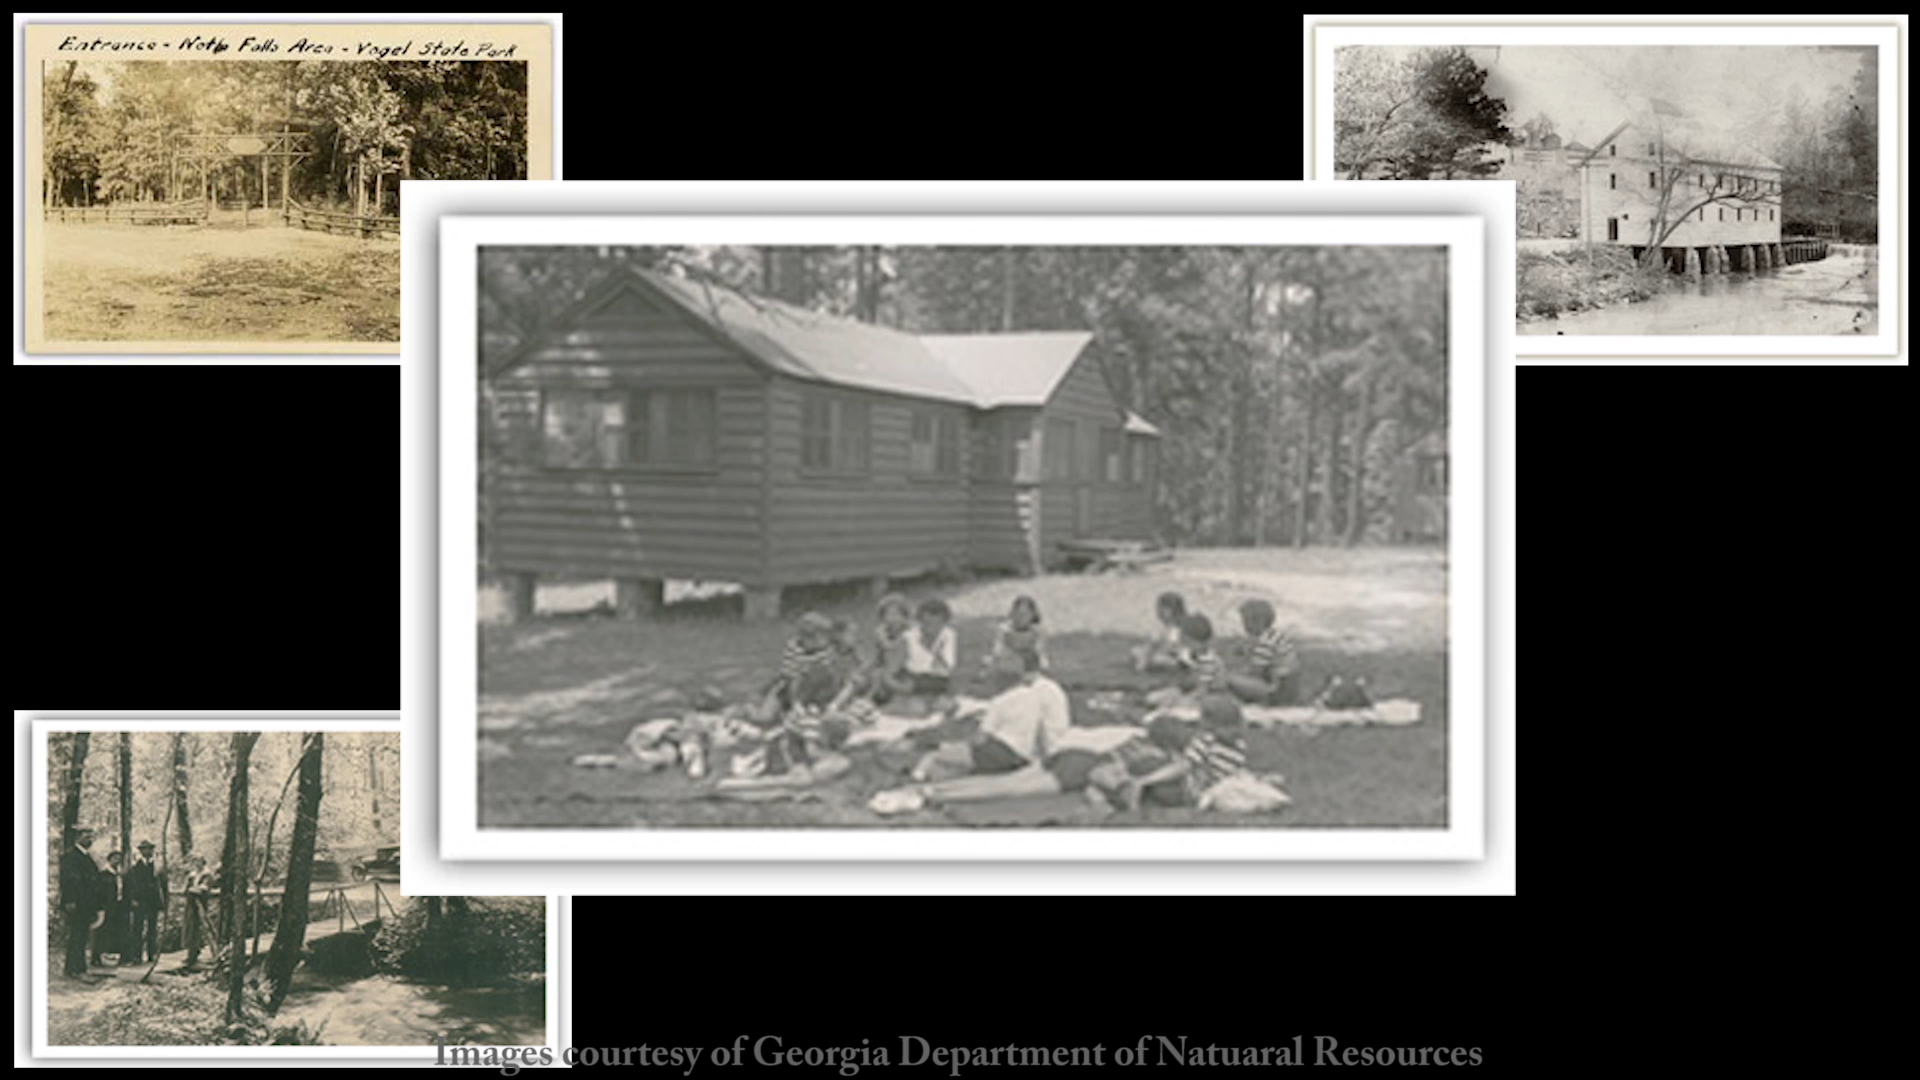 Entrance - Notla Falls Area - Vogel State Park
Images courtesy of Georgia Department of Natuaral Resources